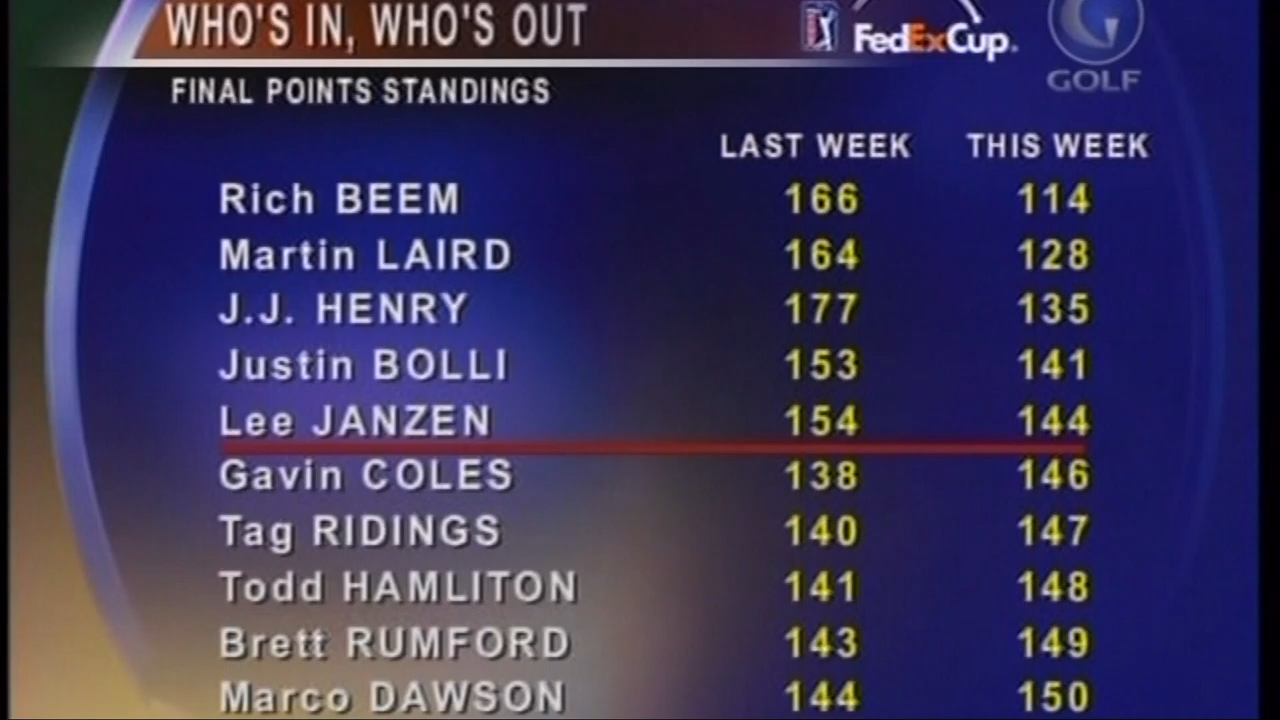 WHO'S IN, WHO'S OUT
FedExCup.
GOLF
FINAL POINTS STANDINGS
LAST WEEK THIS WEEK
Rich BEEM 166 114
Martin LAIRD 164 128
J.J. HENRY 177 135
Justin BOLLI 153 141
Lee JANZEN 154 144
Gavin COLES 138 146
Tag RIDINGS 140 147
Todd HAMLITON 141 148
Brett RUMFORD 143 149
Marco DAWSON 144 150